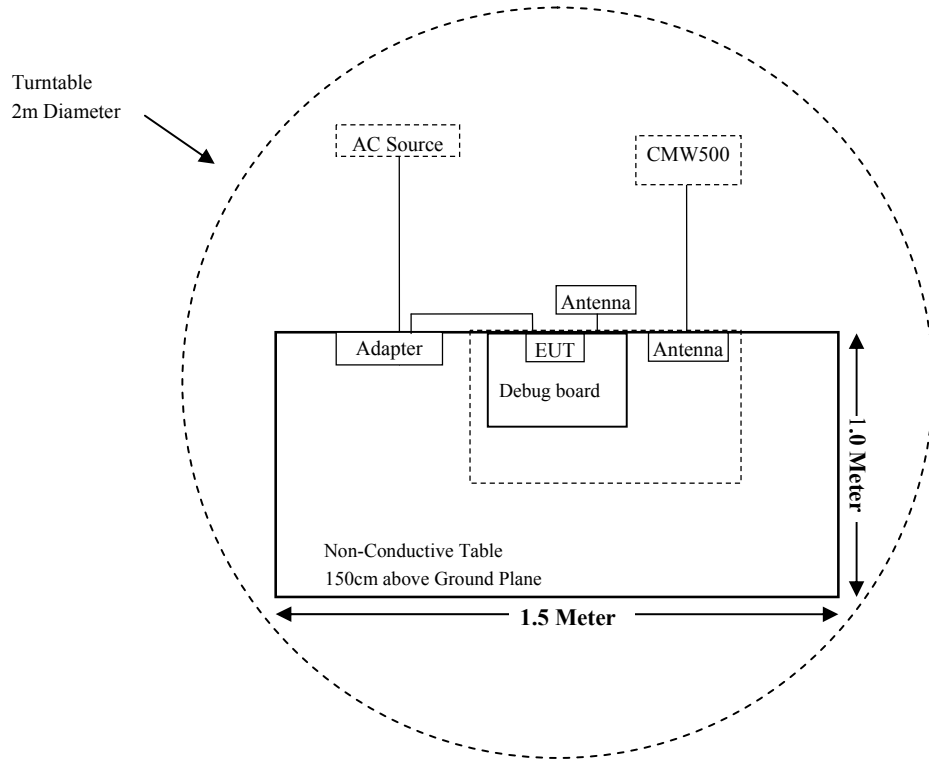 Turntable
2m Diameter
AC Source
CMW500
Antenna
Adapter
EUT
Antenna
Debug board
1.0 Meter
Non-Conductive Table
150cm above Ground Plane
1.5 Meter